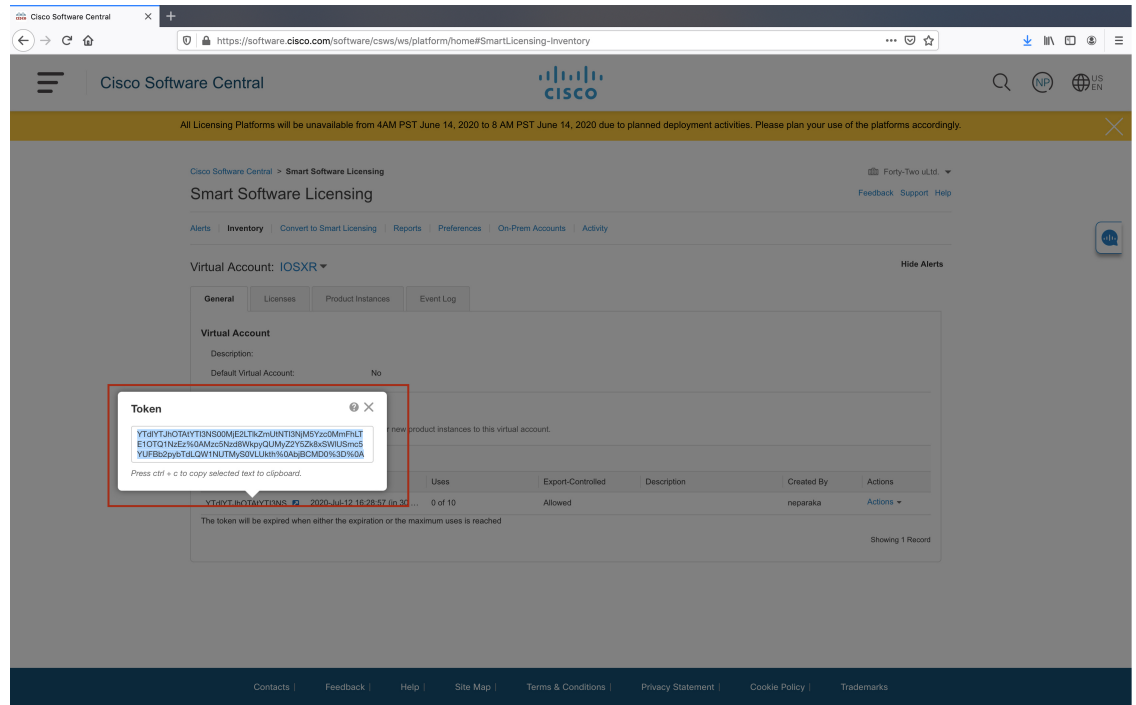 Cisco Software Central
https://software.cisco.com/software/csws/ws/platform/home#SmartLicensing-Inventory
Cisco Software Central
CISCO
NP
US
EN
All Licensing Platforms will be unavailable from 4AM PST June 14, 2020 to 8 AM PST June 14, 2020 due to planned deployment activities. Please plan your use of the platforms accordingly.
Cisco Software Central > Smart Software Licensing
Forty-Two uLtd.
Smart Software Licensing
Feedback Support Help
Alerts | Inventory | Convert to Smart Licensing | Reports | Preferences | On-Prem Accounts | Activity
Virtual Account: IOSXR
Hide Alerts
General Licenses Product Instances Event Log
Virtual Account
Description:
Default Virtual Account: No
Token
new product instances to this virtual account.
Press ctrl + c to copy selected text to clipboard.
Uses Export-Controlled Description Created By Actions
2020-Jul-12 16:28:57 (in 30 ... 0 of 10 Allowed neparaka Actions
The token will be expired when either the expiration or the maximum uses is reached
Showing 1 Record
Contacts | Feedback | Help | Site Map | Terms & Conditions | Privacy Statement | Cookie Policy | Trademarks